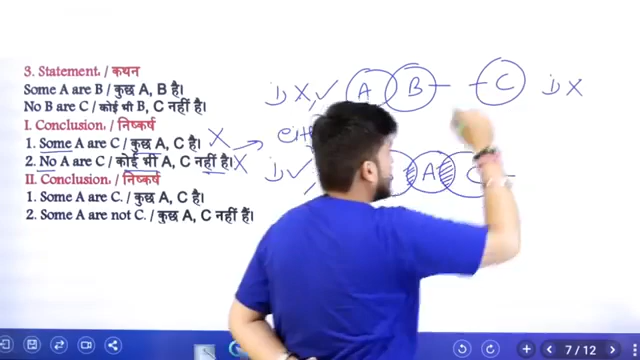 3. Statement / कथन
Some A are B / कुछ A, B है।
No B are C / कोई भी B, C नहीं है।
I. Conclusion / निष्कर्ष
1. Some A are C / कुछ A, C है।
2. No A are C / कोई भी A, C नहीं है।
II. Conclusion / निष्कर्ष
1. Some A are C. / कुछ A, C है।
2. Some A are not C. / कुछ A, C नहीं हैं।
A B C
A C
7 / 12